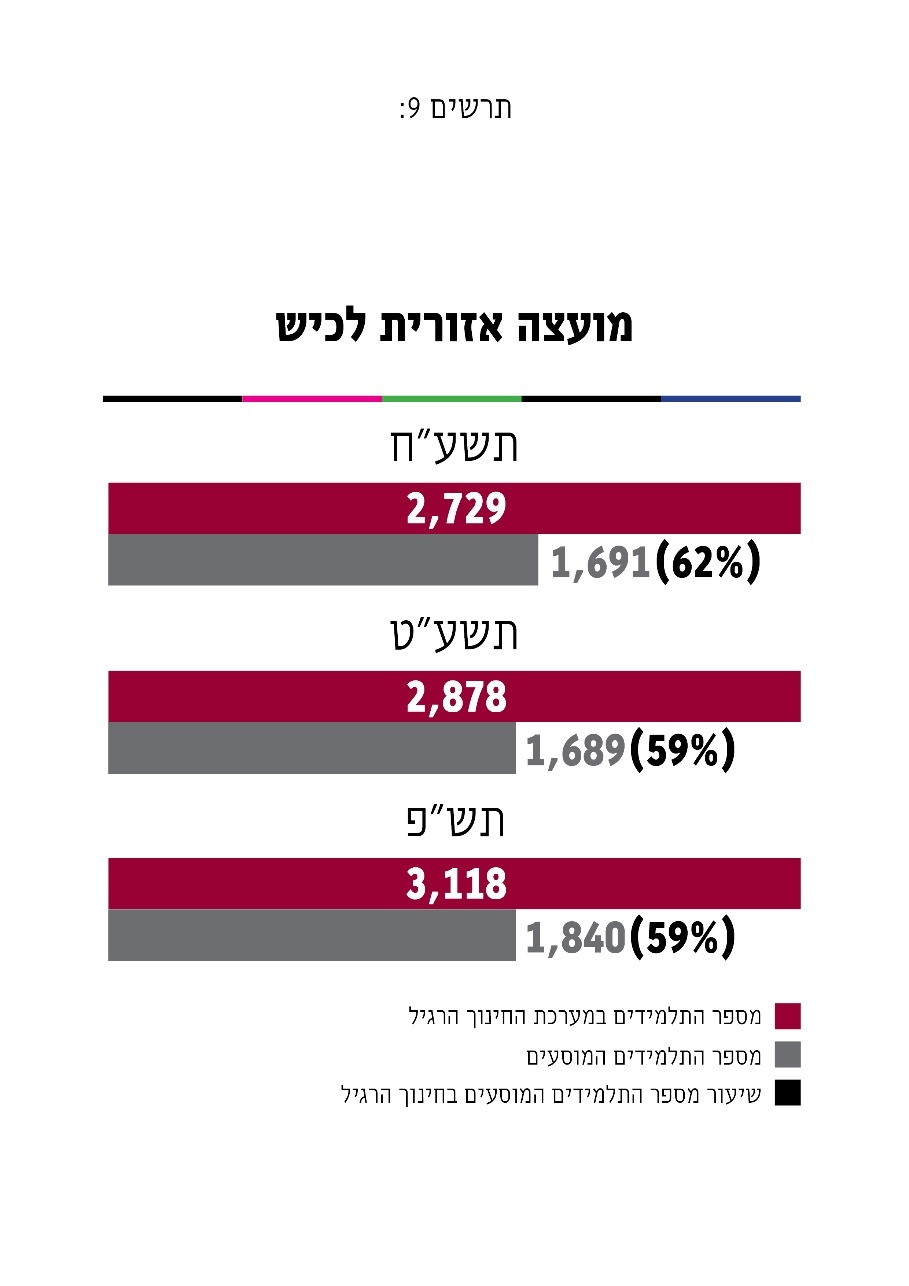 תרשים 9:
מועצה אזורית לכיש
תשע"ח
2,729
1,691 (62%)
תשע"ט
2,878
1,689 (59%)
תש"פ
3,118
1,840 (59%)
מספר התלמידים במערכת החינוך הרגיל
מספר התלמידים המוסעים
שיעור מספר התלמידים המוסעים בחינוך הרגיל